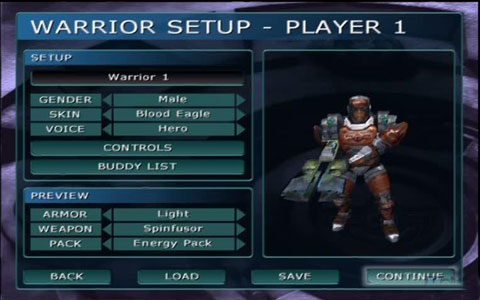 WARRIOR SETUP - PLAYER 1
SETUP
Warrior 1
GENDER Male
SKIN Blood Eagle
VOICE Hero
CONTROLS
BUDDY LIST
PREVIEW
ARMOR Light
WEAPON Spinfusor
PACK Energy Pack
BACK LOAD SAVE CONTINUE